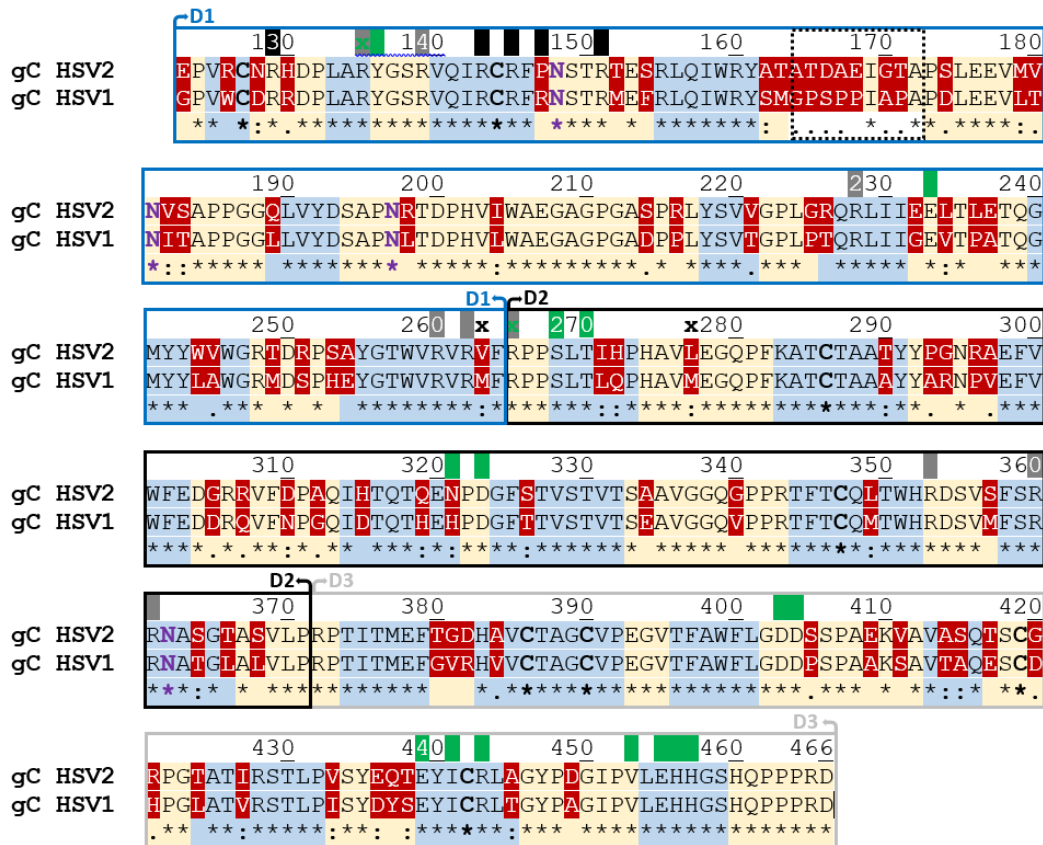 D1
130 x 140 150 160 170 180
gC HSV2 EPVRCNRHDPLARYGSRVQIRCRFPNSTRTESRLQIWRYATATDAEIGTAPSLEEVMV
gC HSV1 GPVWCDRRDPLARYGSRVQIRCRFRNSTRMEFRLQIWRYSMGPSPPIAPAPDLEEVLT
** *:*.**************** **** * *******: .    *..**.****:.
190 200 210 220 230 240
gC HSV2 NVSAPPGGQLVYDSAPNRTDPHVIWAEGAGPGASPRLYSVVGPLGRQRLIIEELTLETQG
gC HSV1 NITAPPGGLLVYDSAPNLTDPHVLWAEGAGPGADPPLYSVTGPLPTQRLIIGEVTPATQG
*::***** ******** *****:*********.* ****.***  ***** *:*  ***
D1 D2
250 260 x x 270 x 280 290 300
gC HSV2 MYYWVWGRTDRPSAYGTWVRVRVFRPPSLTIHPHAVLEGQPFKATCTAATYYPGNRAEFV
gC HSV1 MYYLAWGRMDSPHEYGTWVRVRMFRPPSLTLQPHAVMEGQPFKATCTAAAYYARNPVEFV
*** .*** * *  ********:*******::****:************:**. * .***
310 320 330 340 350 360
gC HSV2 WFEDGRRVFDPAQIHTQTQENPDGFSTVSTVTSAAVGGQGPPRTFTCQLTWHRDSVSFSR
gC HSV1 WFEDDRQVFNPGQIDTQTHEHPDGFTTVSTVTSEAVGGQVPPRTFTCQMTWHRDSVMFSR
****.*.**:*.**.***:*:****:******* ***** ********:******* ***
D2 D3
370 380 390 400 410 420
gC HSV2 RNASGTASVLPRPTITMEFTGDHAVCTAGCVPEGVTFAWFLGDDSSPAEKVAVASQTSCG
gC HSV1 RNATGLALVLPRPTITMEFGVRHVVCTAGCVPEGVTFAWFLGDDPSPAAKSAVTAQESCD
***:* * ***********   *.******************** *** * **::* **.
D3
430 440 450 460 466
gC HSV2 RPGTATIRSTLPVSYEQTEYICRLAGYPDGIPVLEHHGSHQPPPRD
gC HSV1 HPGLATVRSTLPISYDYSEYICRLTGYPAGIPVLEHHGSHQPPPRD
.** **:*****:**: :****** *** *****************